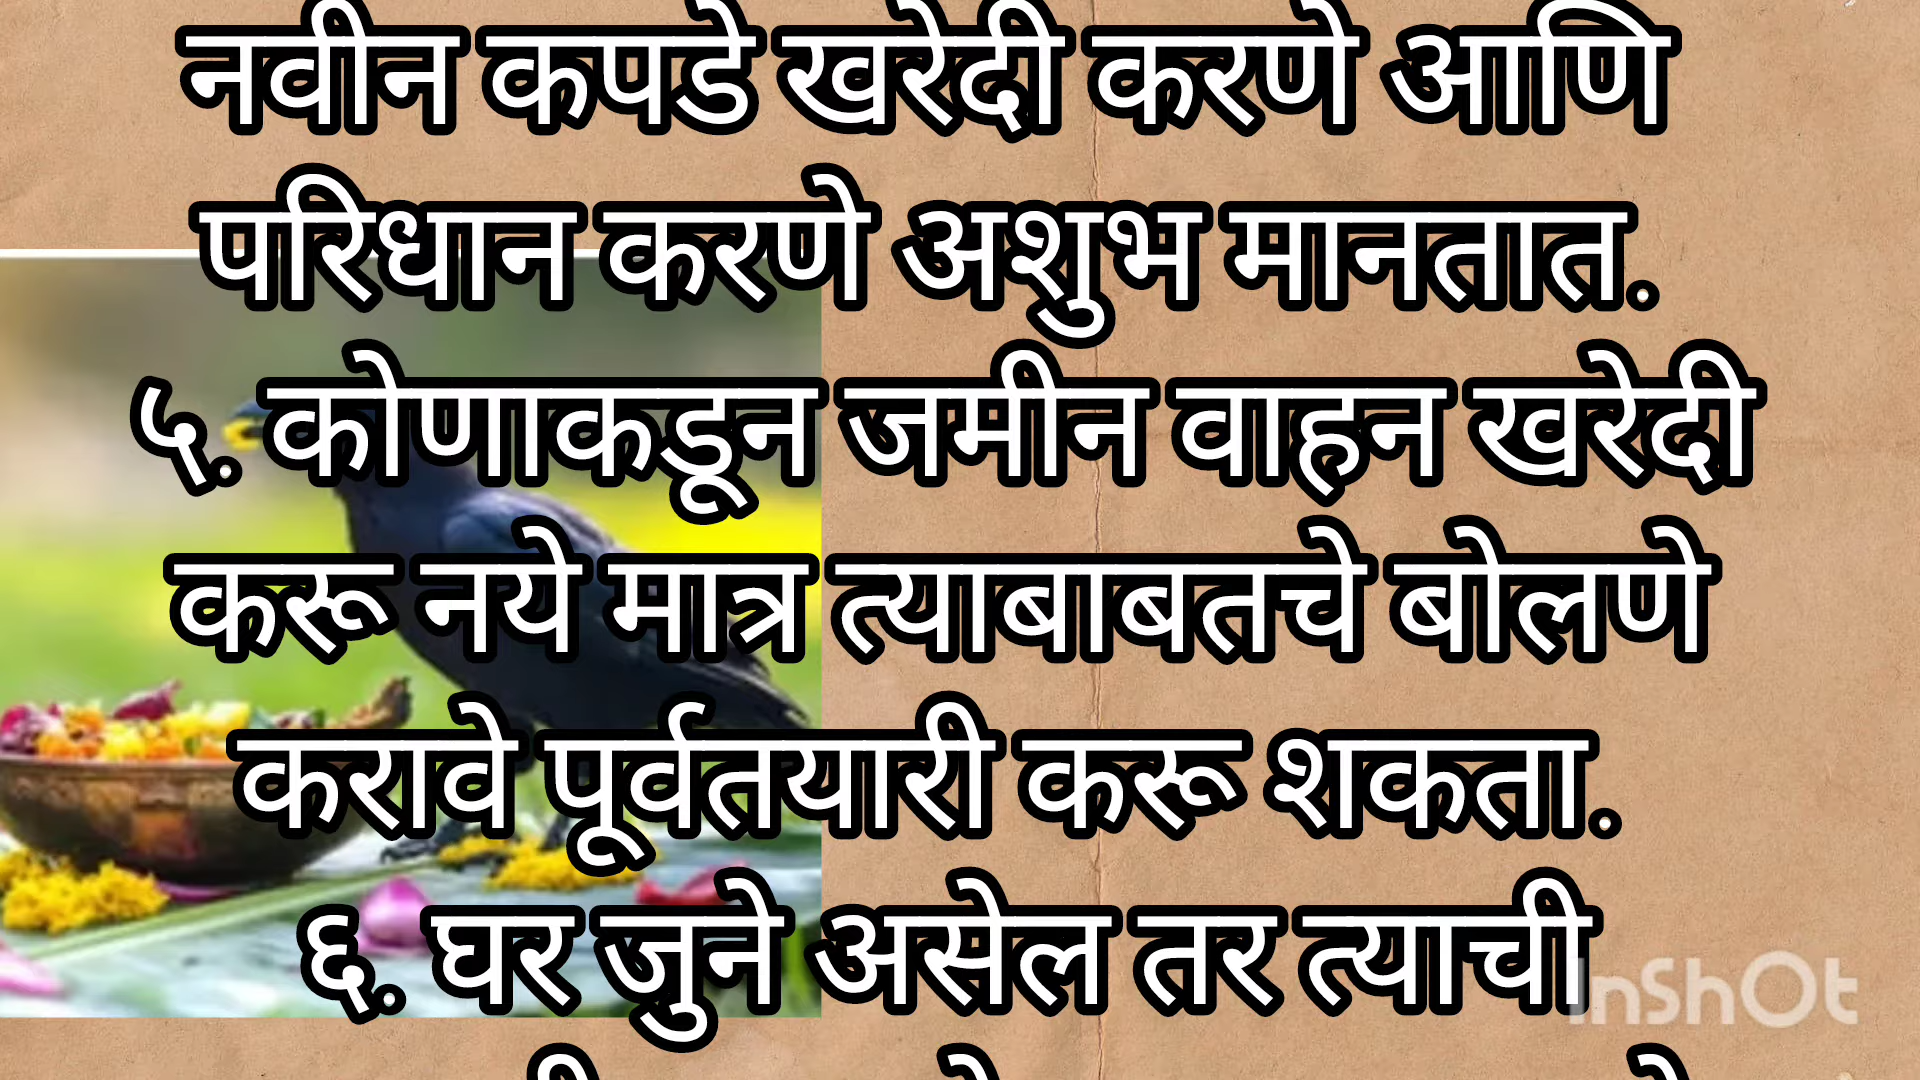 नवीन कपडे खरेदी करणे आणि
परिधान करणे अशुभ मानतात.
५. कोणाकडून जमीन वाहन खरेदी
करू नये मात्र त्याबाबतचे बोलणे
करावे पूर्वतयारी करू शकता.
६. घर जुने असेल तर त्याची
InShOt